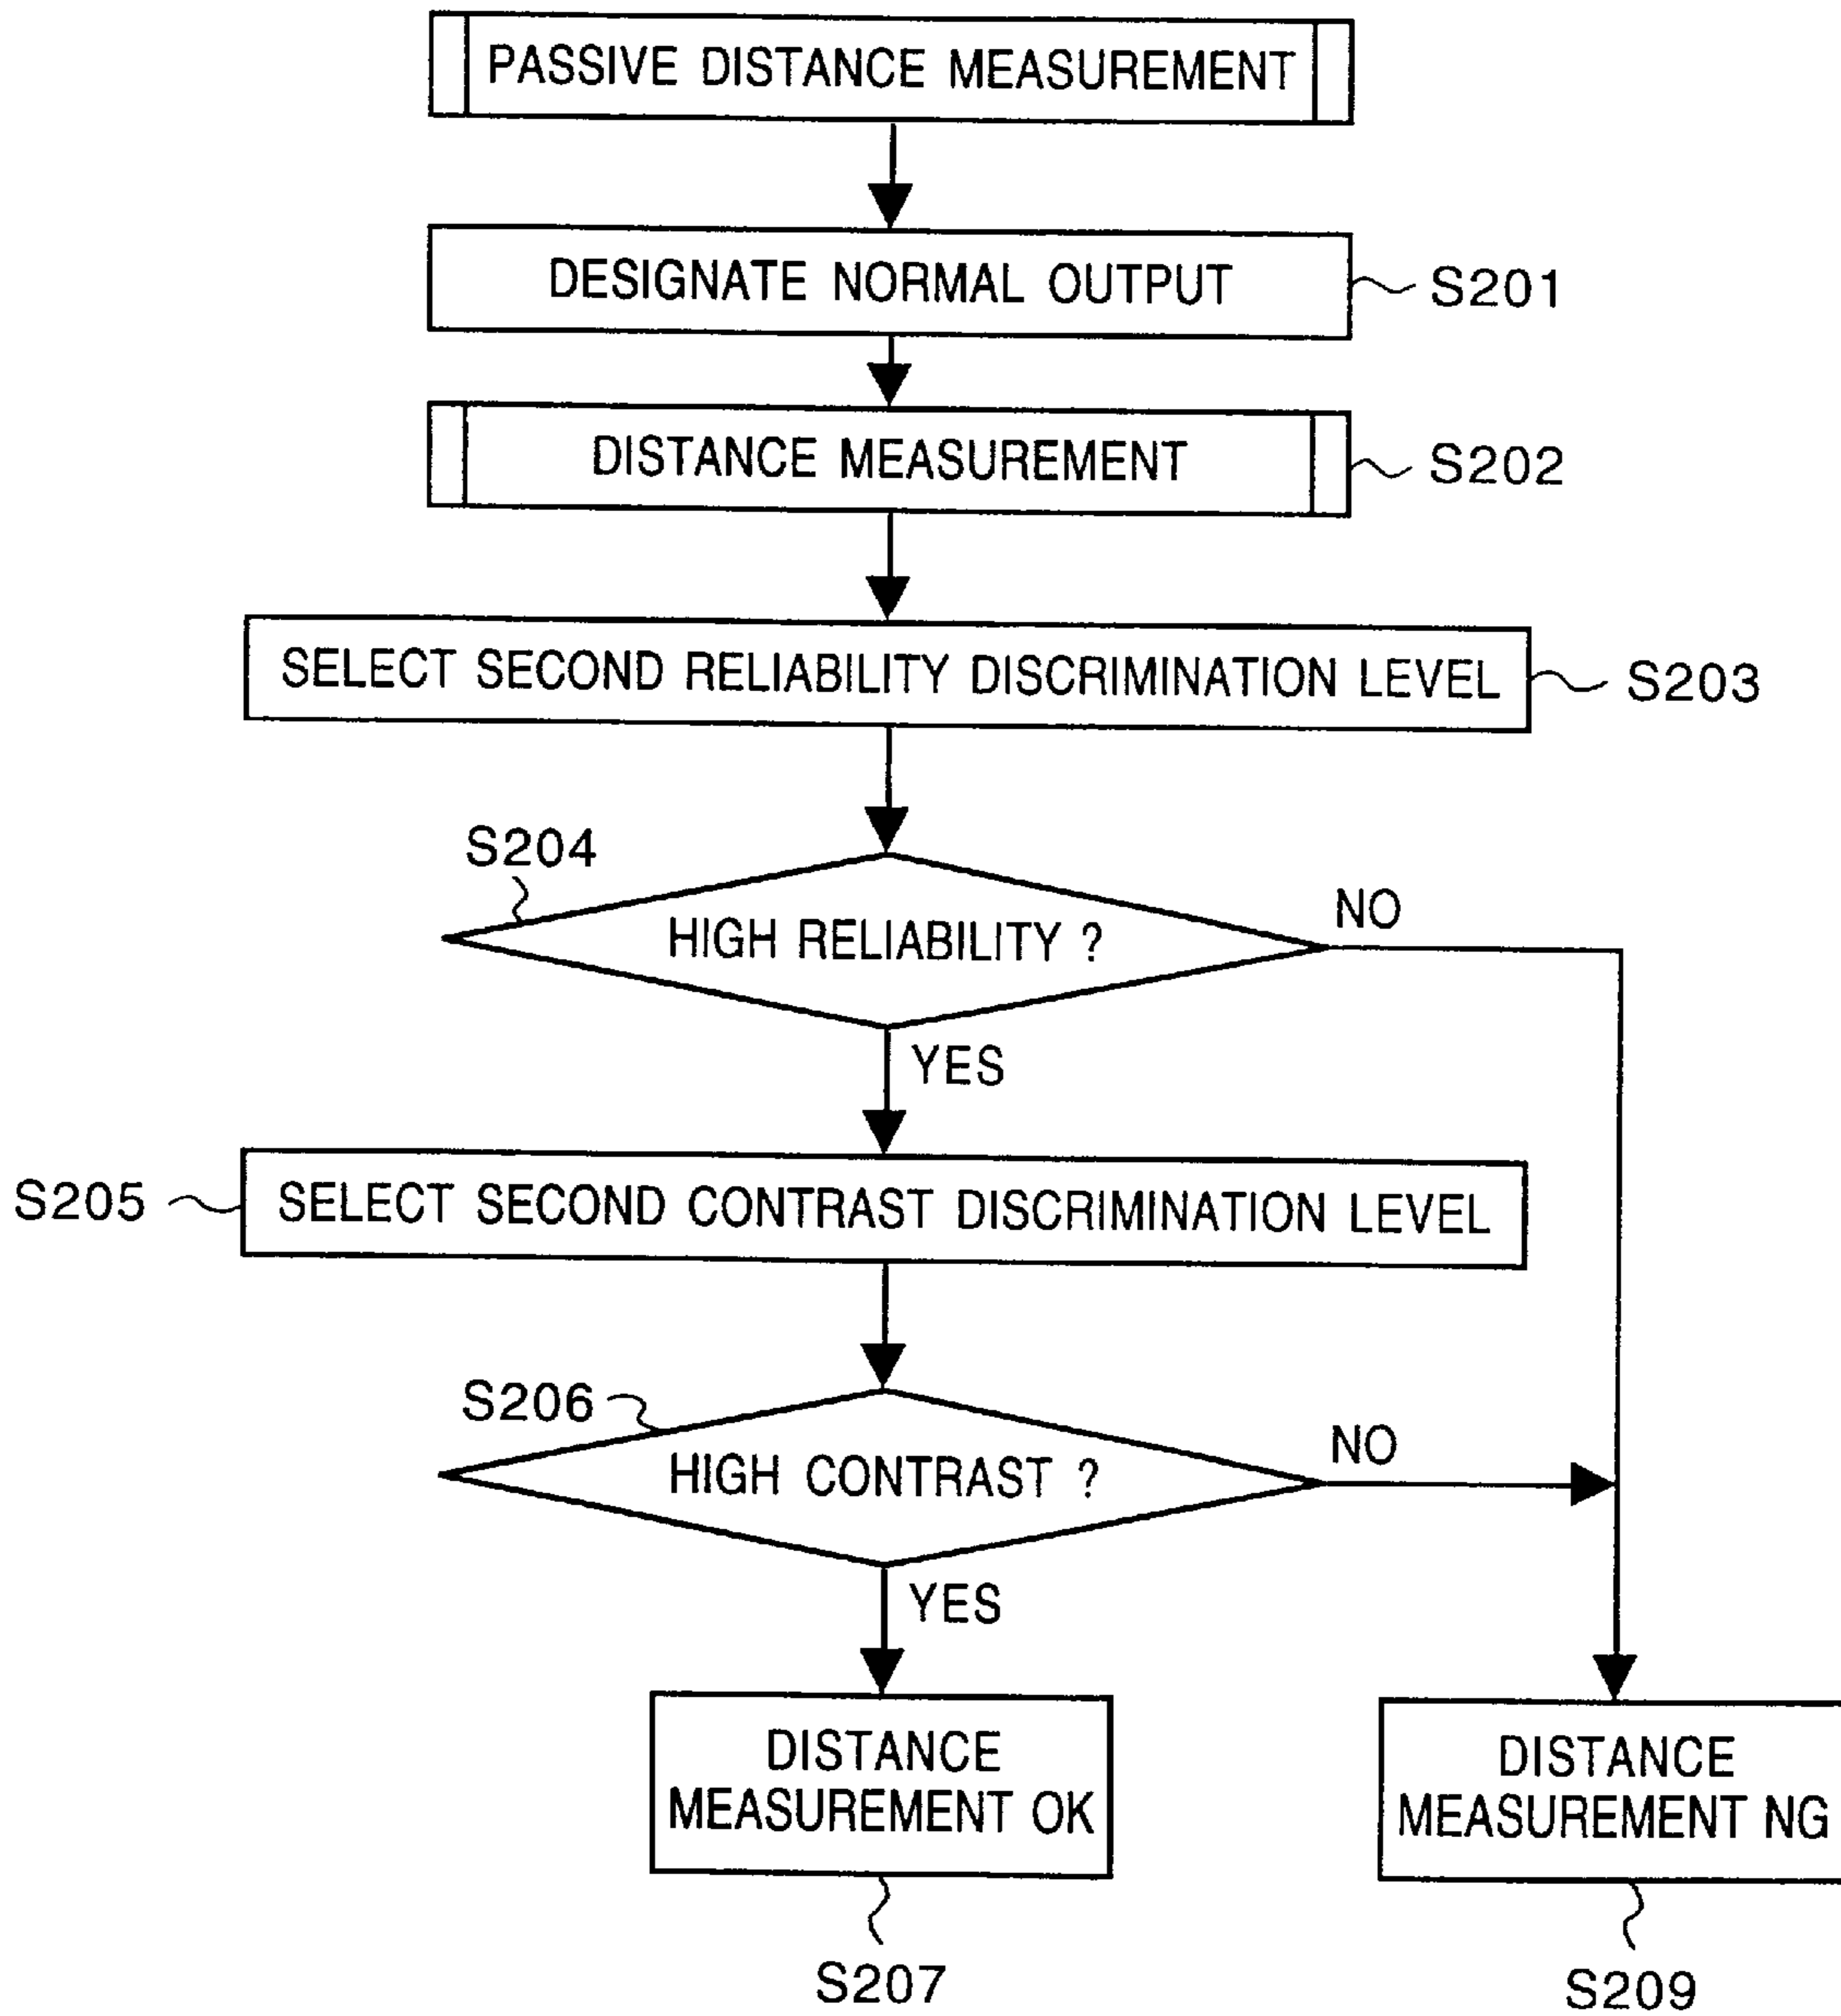 PASSIVE DISTANCE MEASUREMENT
DESIGNATE NORMAL OUTPUT
S201
DISTANCE MEASUREMENT
S202
SELECT SECOND RELIABILITY DISCRIMINATION LEVEL
S203
S204
HIGH RELIABILITY ?
NO
YES
S205
SELECT SECOND CONTRAST DISCRIMINATION LEVEL
S206
HIGH CONTRAST ?
NO
YES
DISTANCE
MEASUREMENT OK
S207
DISTANCE
MEASUREMENT NG
S209